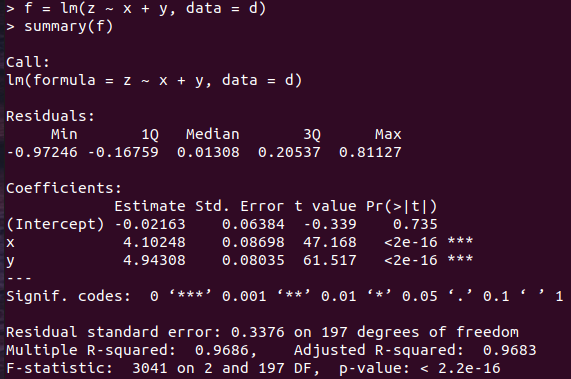 > f = lm(z ~ x + y, data = d)
> summary(f)
Call:
lm(formula = z ~ x + y, data = d)
Residuals:
     Min       1Q   Median       3Q      Max
-0.97246 -0.16759  0.01308  0.20537  0.81127
Coefficients:
            Estimate Std. Error t value Pr(>|t|)
(Intercept) -0.02163    0.06384  -0.339    0.735
x            4.10248    0.08698  47.168   <2e-16 ***
y            4.94308    0.08035  61.517   <2e-16 ***
---
Signif. codes:  0 ‘***’ 0.001 ‘**’ 0.01 ‘*’ 0.05 ‘.’ 0.1 ‘ ’ 1
Residual standard error: 0.3376 on 197 degrees of freedom
Multiple R-squared:  0.9686,    Adjusted R-squared:  0.9683
F-statistic:  3041 on 2 and 197 DF,  p-value: < 2.2e-16